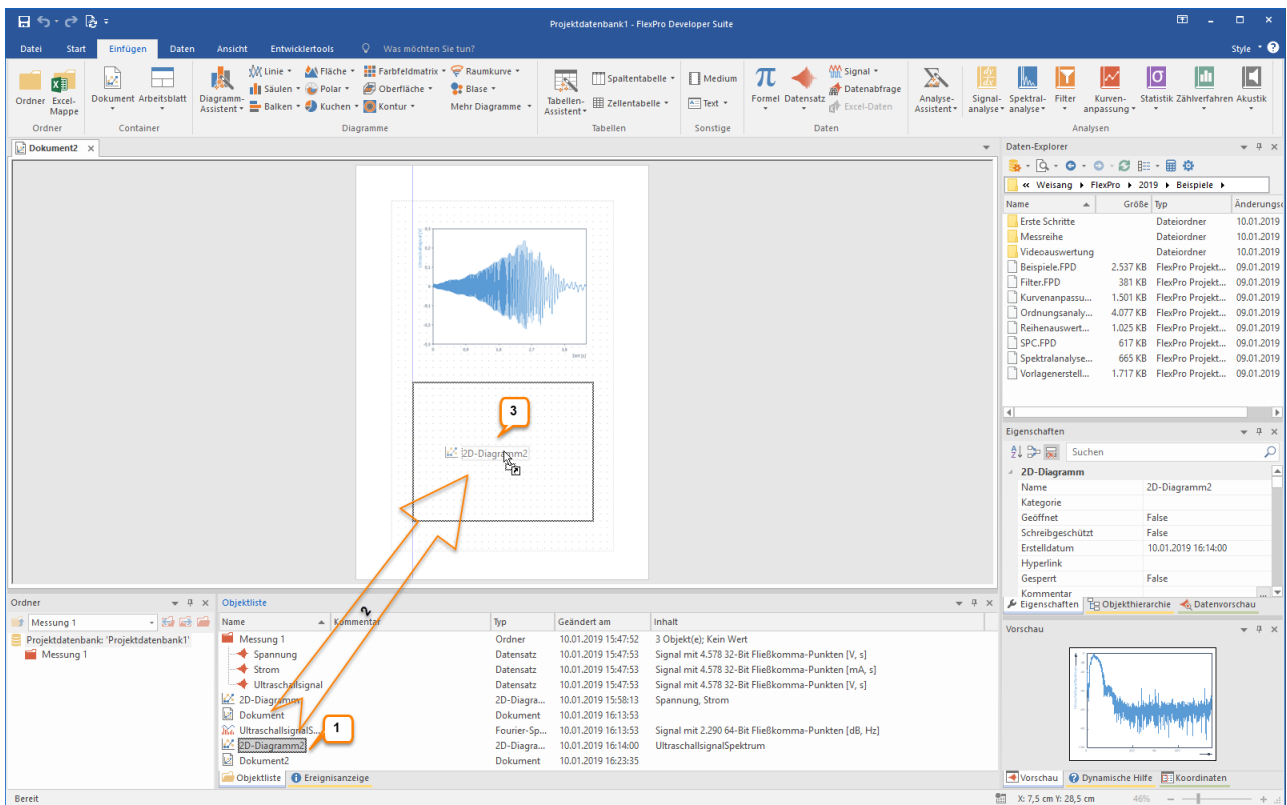 Projektdatenbank1 - FlexPro Developer Suite
Datei Start Einfügen Daten Ansicht Entwicklertools Was möchten Sie tun? Style
Ordner Excel-Mappe Dokument Arbeitsblatt Diagramm-Assistent
Linie Fläche Farbfeldmatrix Raumkurve
Säulen Polar Oberfläche Blase
Balken Kuchen Kontur Mehr Diagramme
Tabellen-Assistent Spaltentabelle Zellentabelle
Medium Text
Formel Datensatz Signal Datenabfrage Excel-Daten
Analyse-Assistent Signal-analyse Spektral-analyse Filter Kurven-anpassung Statistik Zählverfahren Akustik
Ordner Container Diagramme Tabellen Sonstige Daten Analysen
Dokument2
3
2D-Diagramm2
2
1
Daten-Explorer
« Weisang FlexPro 2019 Beispiele
Name Größe Typ Änderungsd
Erste Schritte Dateiordner 10.01.2019
Messreihe Dateiordner 10.01.2019
Videoauswertung Dateiordner 10.01.2019
Beispiele.FPD 2.537 KB FlexPro Projekt... 09.01.2019
Filter.FPD 381 KB FlexPro Projekt... 09.01.2019
Kurvenanpassu... 1.501 KB FlexPro Projekt... 09.01.2019
Ordnungsanaly... 4.077 KB FlexPro Projekt... 09.01.2019
Reihenauswert... 1.025 KB FlexPro Projekt... 09.01.2019
SPC.FPD 617 KB FlexPro Projekt... 09.01.2019
Spektralanalyse... 665 KB FlexPro Projekt... 09.01.2019
Vorlagenerstell... 1.717 KB FlexPro Projekt... 09.01.2019
Eigenschaften
Suchen
2D-Diagramm
Name 2D-Diagramm2
Kategorie
Geöffnet False
Schreibgeschützt False
Erstelldatum 10.01.2019 16:14:00
Hyperlink
Gesperrt False
Kommentar ...
Eigenschaften Objekthierarchie Datenvorschau
Ordner
Messung 1
Projektdatenbank: 'Projektdatenbank1'
Messung 1
Objektliste
Name Kommentar Typ Geändert am Inhalt
Messung 1 Ordner 10.01.2019 15:47:52 3 Objekt(e); Kein Wert
Spannung Datensatz 10.01.2019 15:47:53 Signal mit 4.578 32-Bit Fließkomma-Punkten [V, s]
Strom Datensatz 10.01.2019 15:47:53 Signal mit 4.578 32-Bit Fließkomma-Punkten [mA, s]
Ultraschallsignal Datensatz 10.01.2019 15:47:53 Signal mit 4.578 32-Bit Fließkomma-Punkten [V, s]
2D-Diagramm 2D-Diagra... 10.01.2019 15:58:13 Spannung, Strom
Dokument Dokument 10.01.2019 16:13:53
UltraschallsignalS... Fourier-Sp... 10.01.2019 16:13:53 Signal mit 2.290 64-Bit Fließkomma-Punkten [dB, Hz]
2D-Diagramm2 2D-Diagra... 10.01.2019 16:14:00 UltraschallsignalSpektrum
Dokument2 Dokument 10.01.2019 16:23:35
Objektliste Ereignisanzeige
Vorschau
Vorschau Dynamische Hilfe Koordinaten
Bereit X: 7,5 cm Y: 28,5 cm 46%